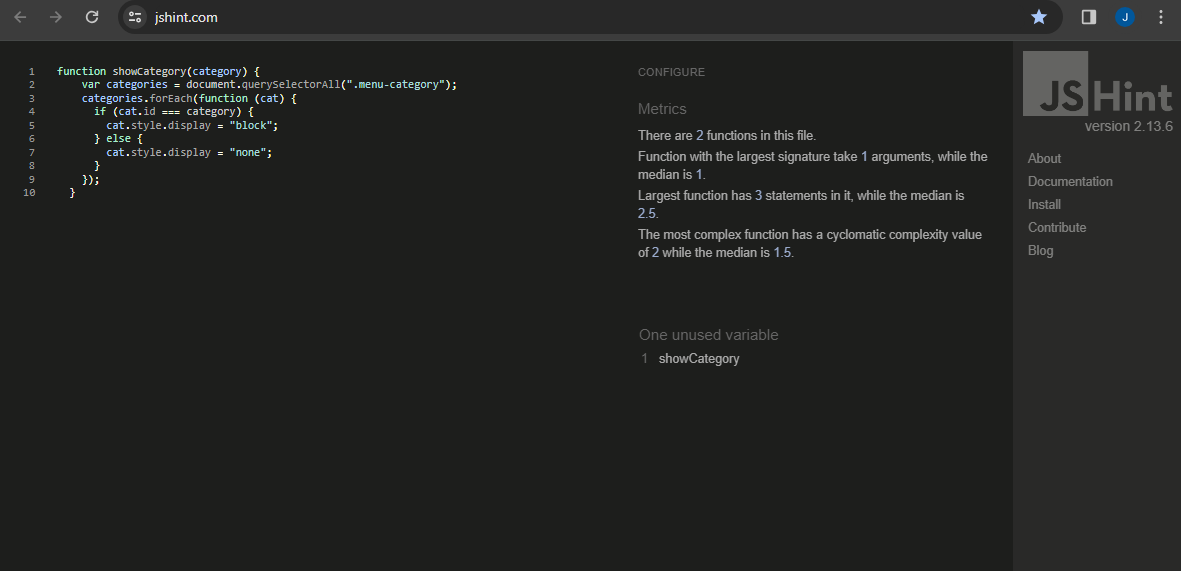 jshint.com
J
1 function showCategory(category) {
2 var categories = document.querySelectorAll(".menu-category");
3 categories.forEach(function (cat) {
4 if (cat.id === category) {
5 cat.style.display = "block";
6 } else {
7 cat.style.display = "none";
8 }
9 });
10 }
CONFIGURE
Metrics
There are 2 functions in this file.
Function with the largest signature take 1 arguments, while the
median is 1.
Largest function has 3 statements in it, while the median is
2.5.
The most complex function has a cyclomatic complexity value
of 2 while the median is 1.5.
One unused variable
1 showCategory
JSHint
version 2.13.6
About
Documentation
Install
Contribute
Blog